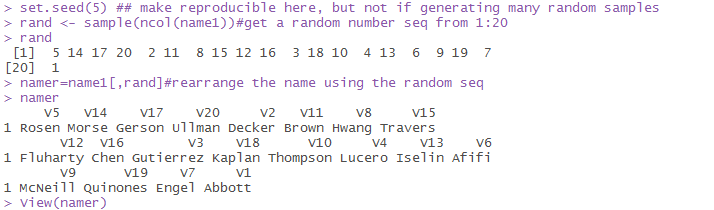 > set.seed(5) ## make reproducible here, but not if generating many random samples
> rand <- sample(ncol(name1))#get a random number seq from 1:20
> rand
 [1]  5 14 17 20  2 11  8 15 12 16  3 18 10  4 13  6  9 19  7
[20]  1
> namer=name1[,rand]#rearrange the name using the random seq
> namer
     V5   V14    V17    V20     V2   V11    V8     V15
1 Rosen Morse Gerson Ullman Decker Brown Hwang Travers
       V12  V16        V3     V18      V10     V4     V13    V6
1 Fluharty Chen Gutierrez Kaplan Thompson Lucero Iselin Afifi
       V9      V19   V7     V1
1 McNeill Quinones Engel Abbott
> View(namer)